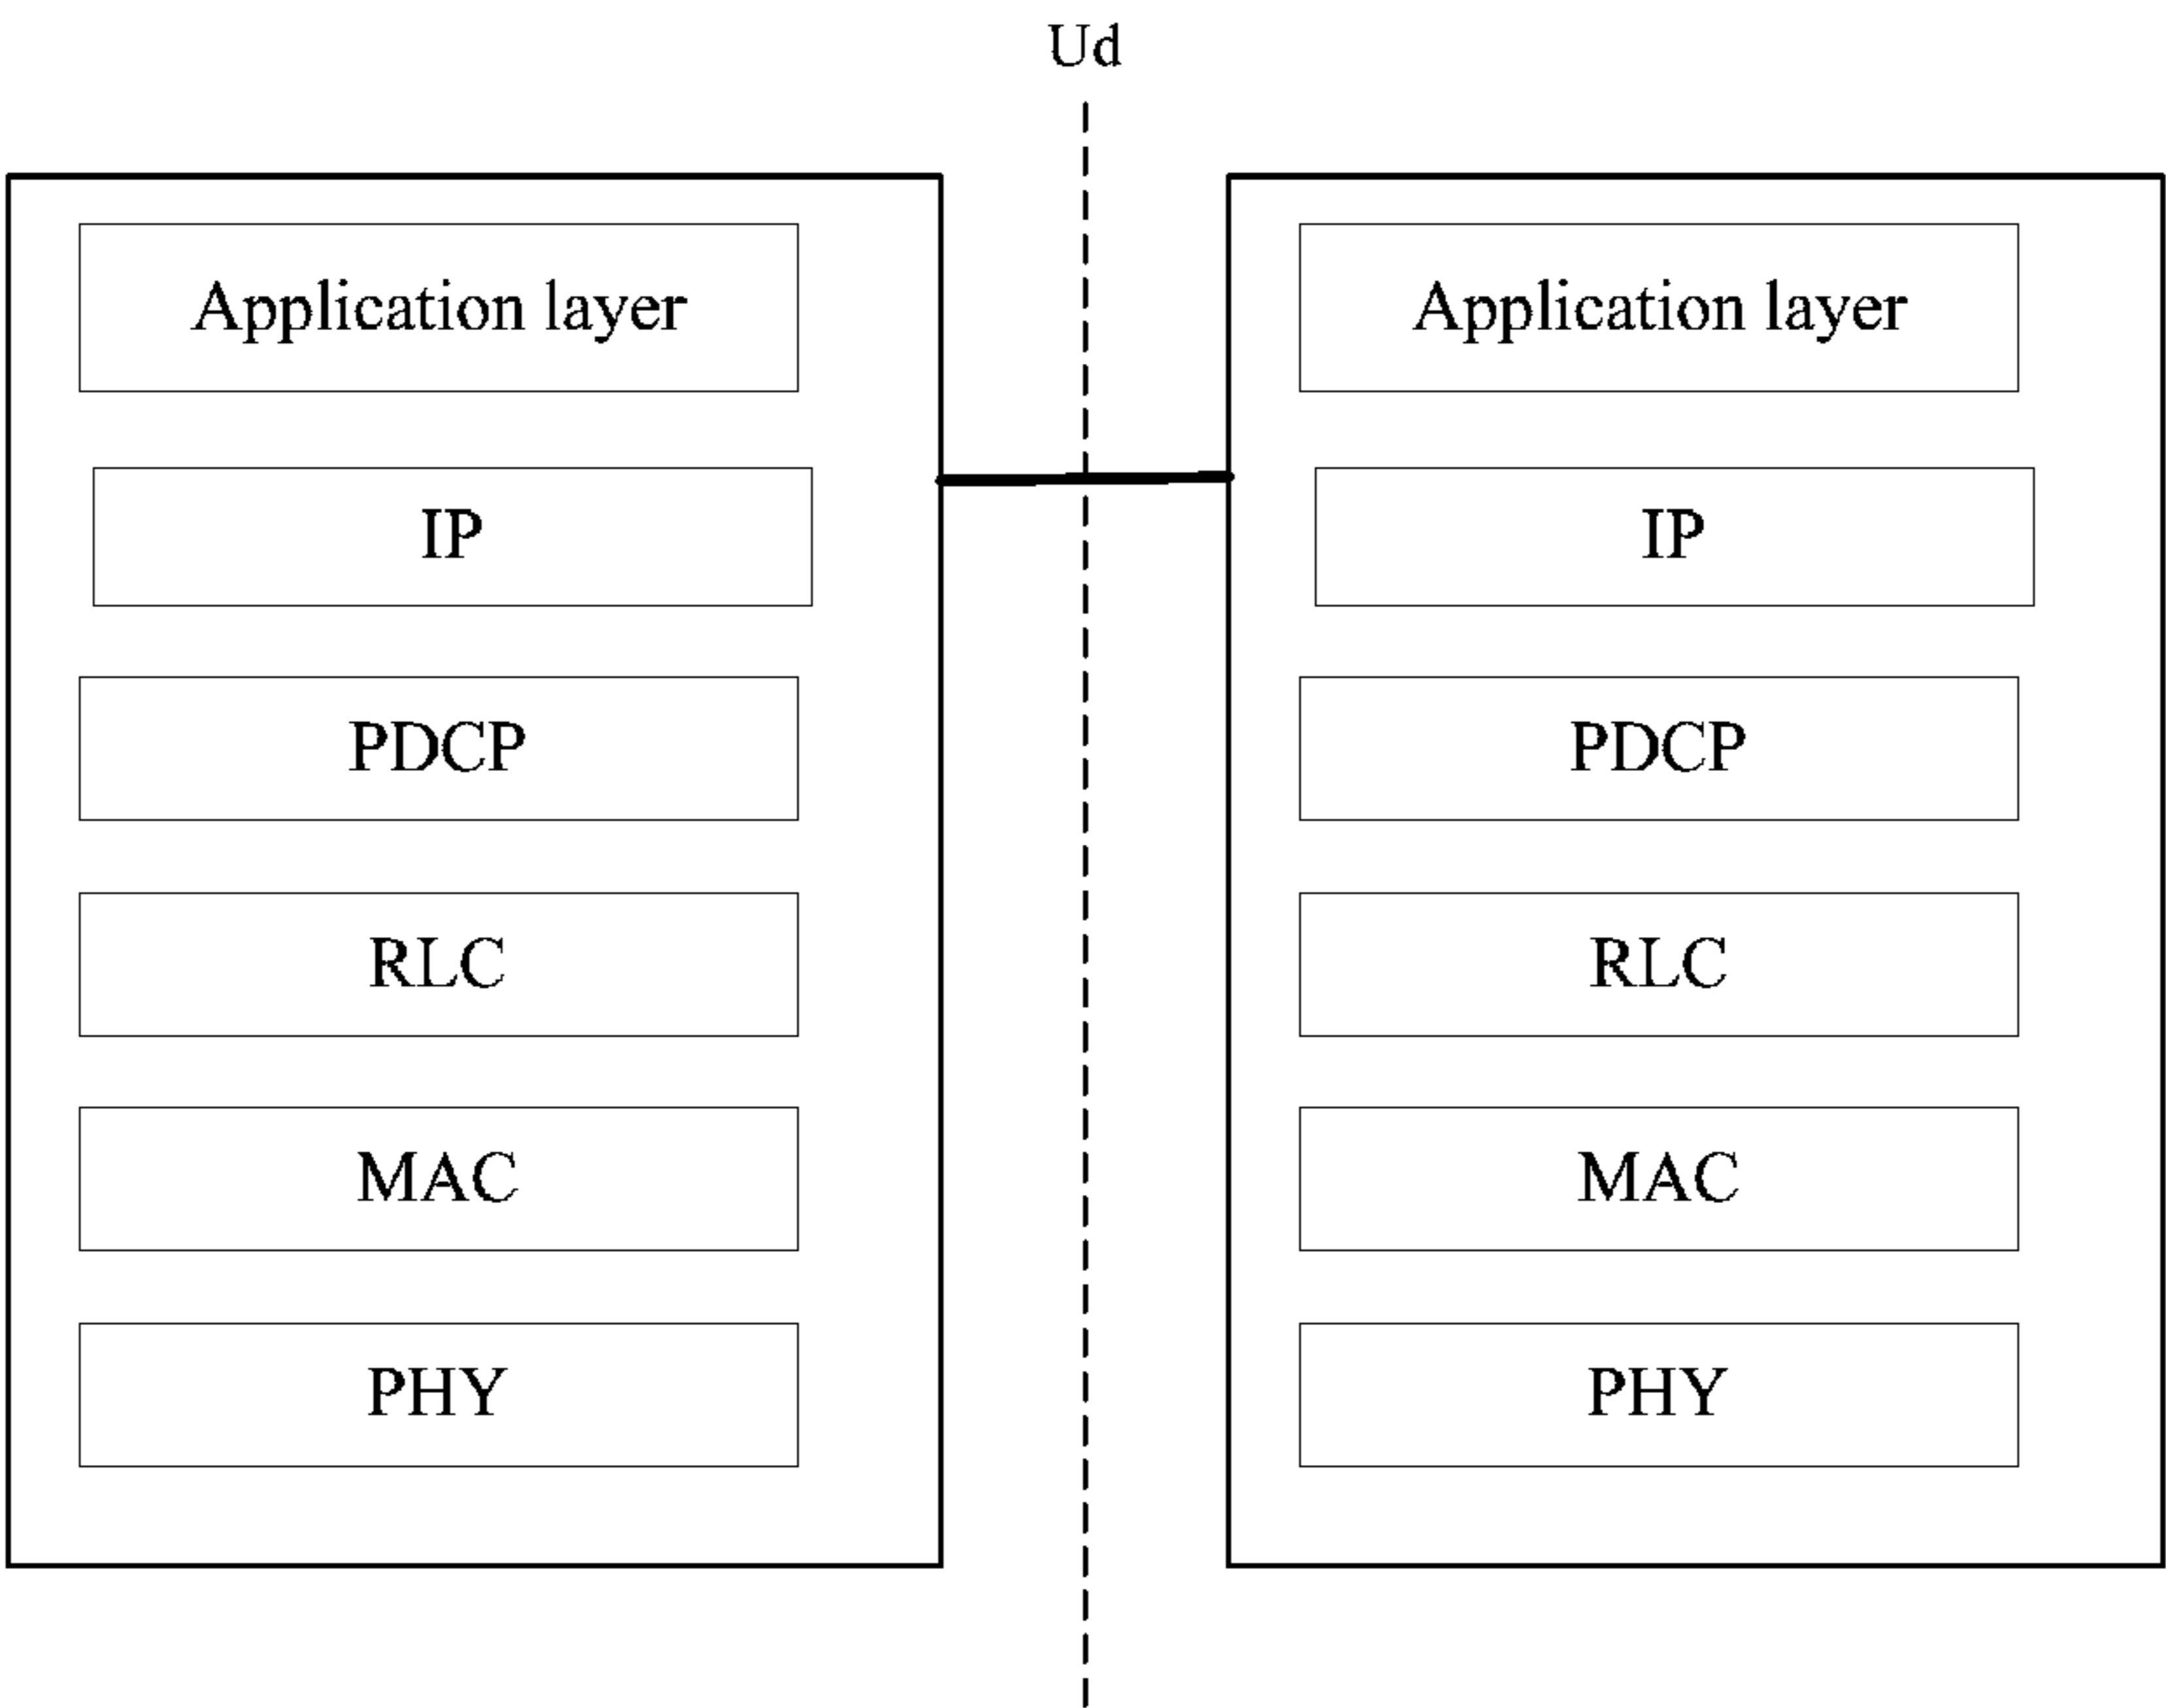 Ud
Application layer
IP
PDCP
RLC
MAC
PHY
Application layer
IP
PDCP
RLC
MAC
PHY